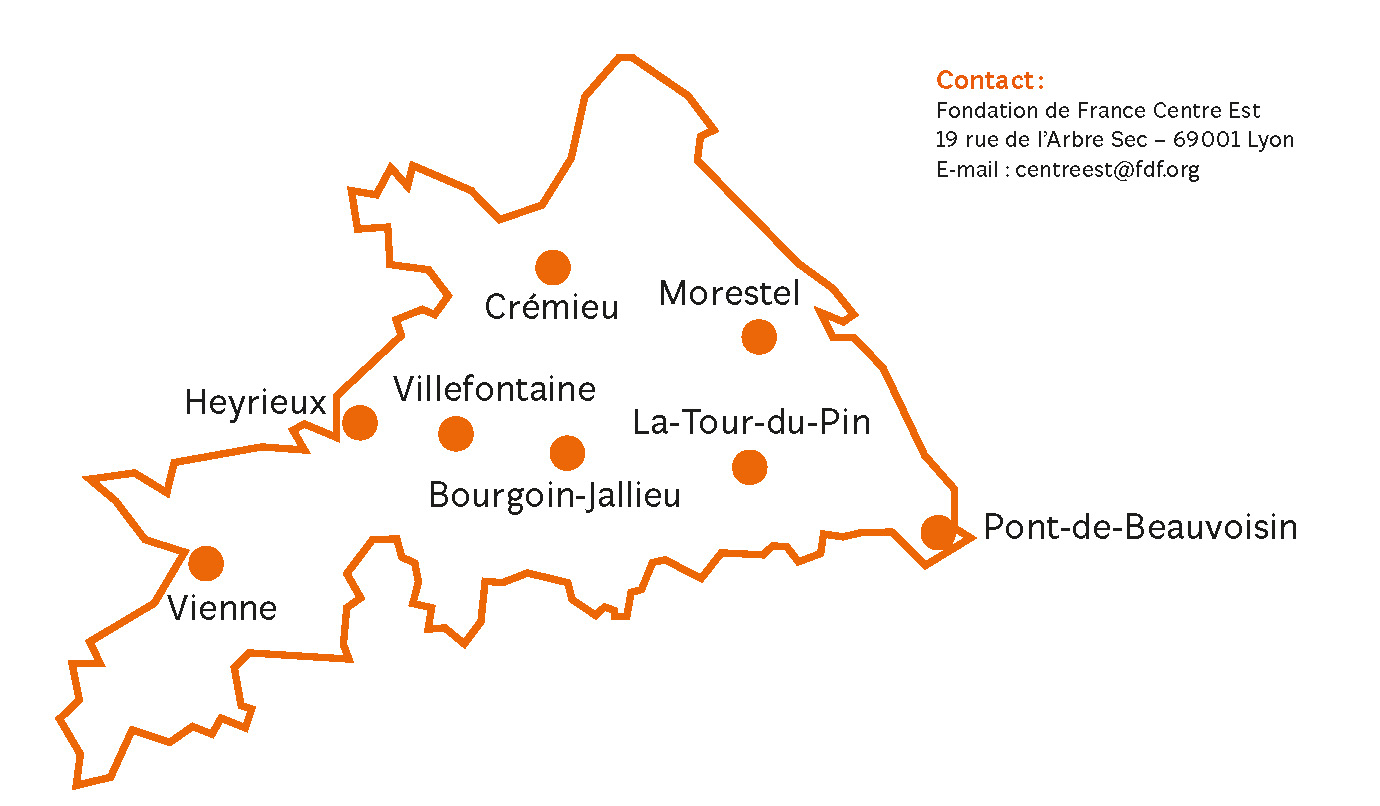 Contact :
Fondation de France Centre Est
19 rue de l'Arbre Sec – 69001 Lyon
E-mail : centreest@fdf.org
Crémieu
Morestel
Heyrieux
Villefontaine
La-Tour-du-Pin
Bourgoin-Jallieu
Pont-de-Beauvoisin
Vienne